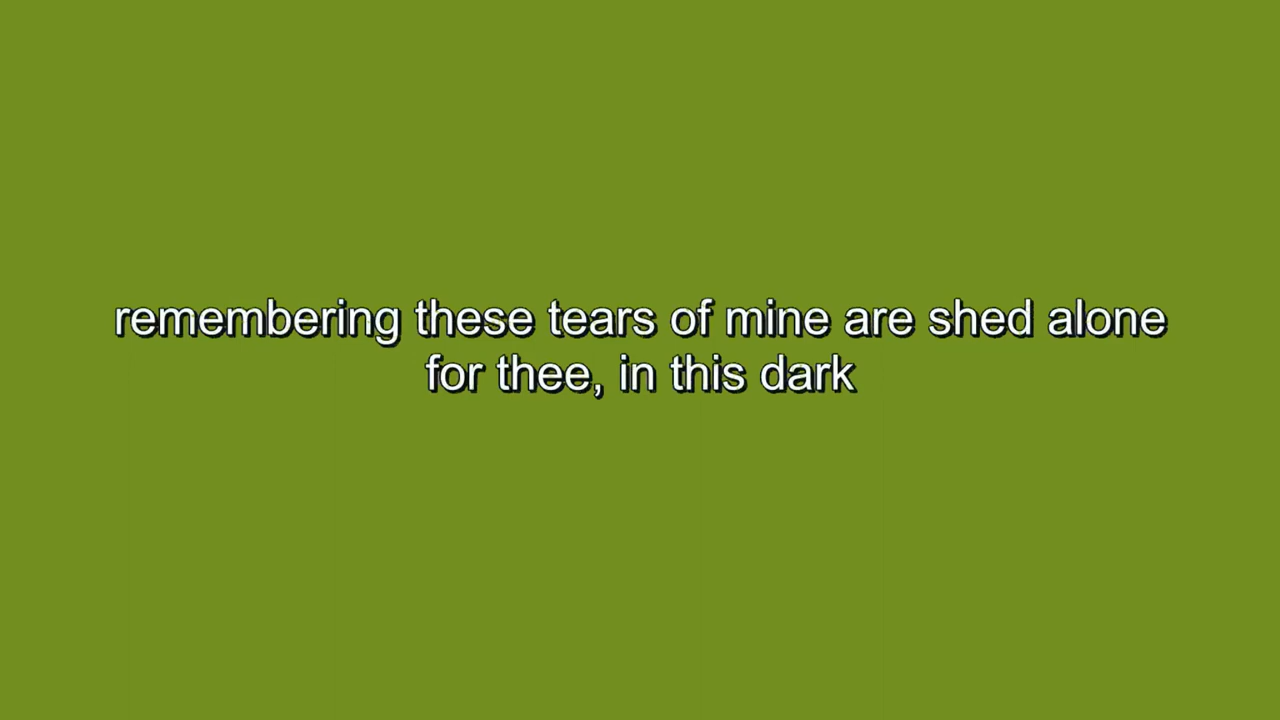 remembering these tears of mine are shed alone
for thee, in this dark